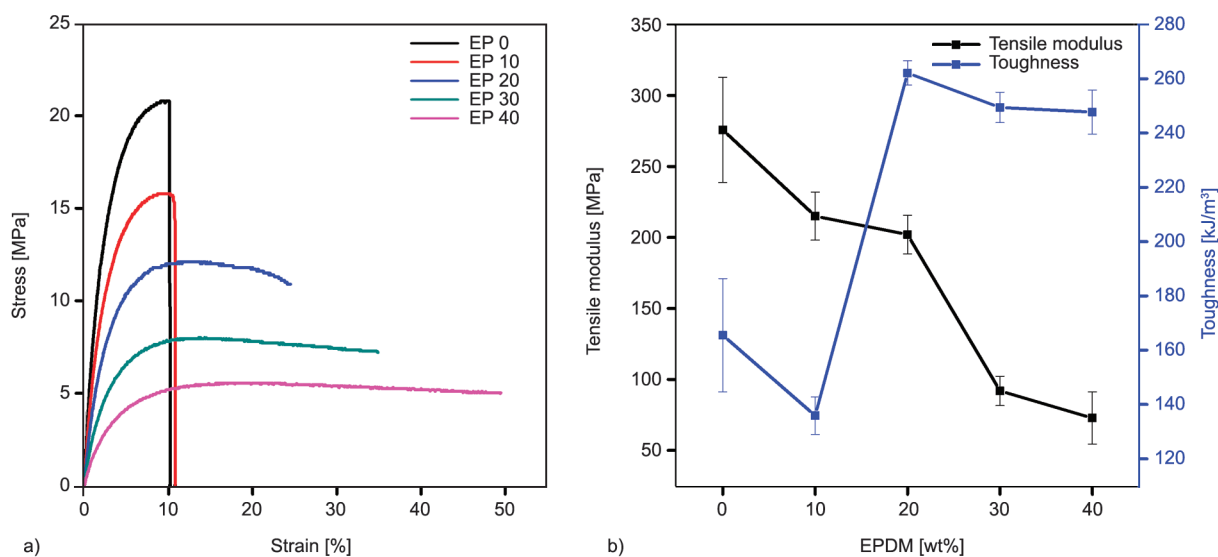 25
20
15
10
5
0
Stress [MPa]
EP 0
EP 10
EP 20
EP 30
EP 40
0 10 20 30 40 50
a) Strain [%]
350
300
250
200
150
100
50
Tensile modulus [MPa]
Tensile modulus
Toughness
280
260
240
220
200
180
160
140
120
Toughness [kJ/m³]
0 10 20 30 40
b) EPDM [wt%]